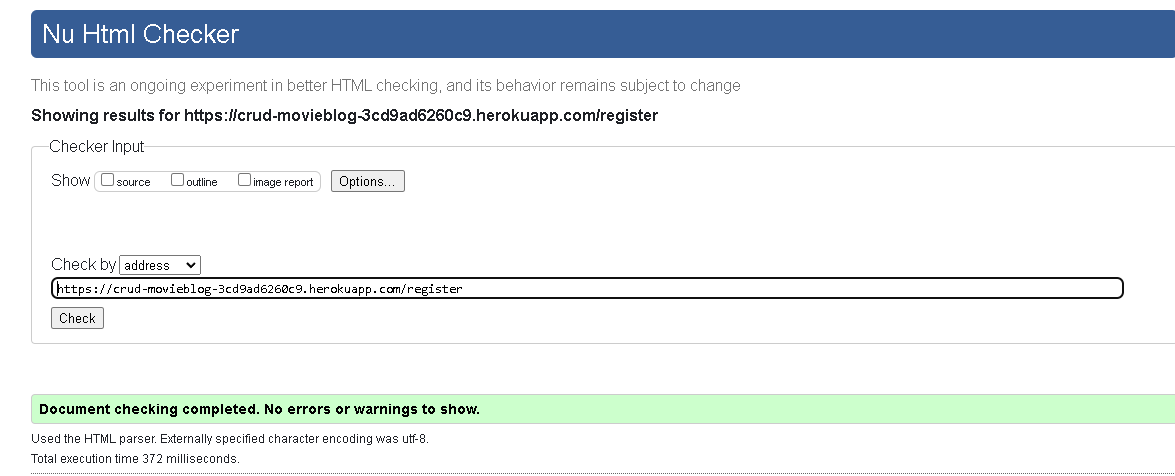 Nu Html Checker
This tool is an ongoing experiment in better HTML checking, and its behavior remains subject to change
Showing results for https://crud-movieblog-3cd9ad6260c9.herokuapp.com/register
Checker Input
Show source outline image report Options...
Check by address
https://crud-movieblog-3cd9ad6260c9.herokuapp.com/register
Check
Document checking completed. No errors or warnings to show.
Used the HTML parser. Externally specified character encoding was utf-8.
Total execution time 372 milliseconds.